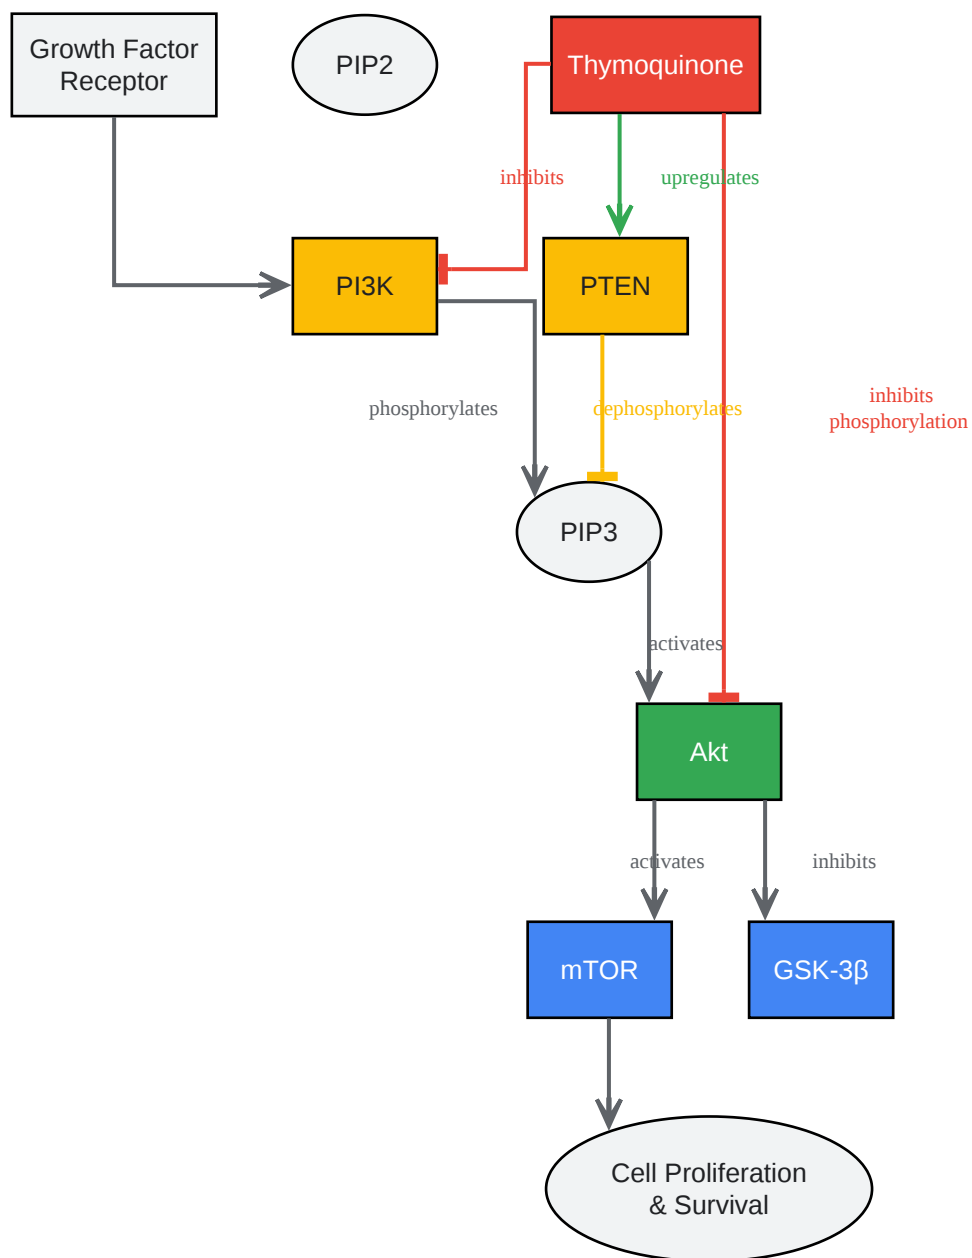 Growth Factor
Receptor
PIP2
Thymoquinone
inhibits
upregulates
PI3K
PTEN
phosphorylates
dephosphorylates
inhibits
phosphorylation
PIP3
activates
Akt
activates
inhibits
mTOR
GSK-3β
Cell Proliferation
& Survival